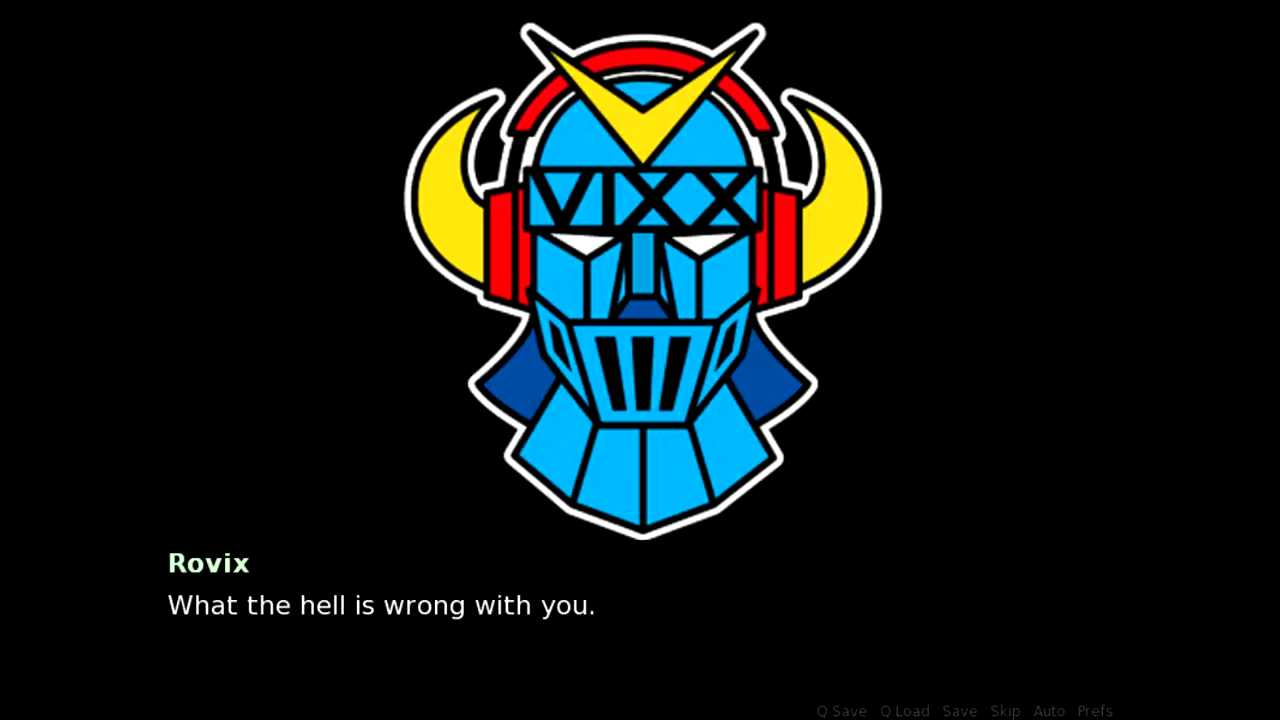 VIXX
Rovix
What the hell is wrong with you.
Q Save Q Load Save Skip Auto Prefs